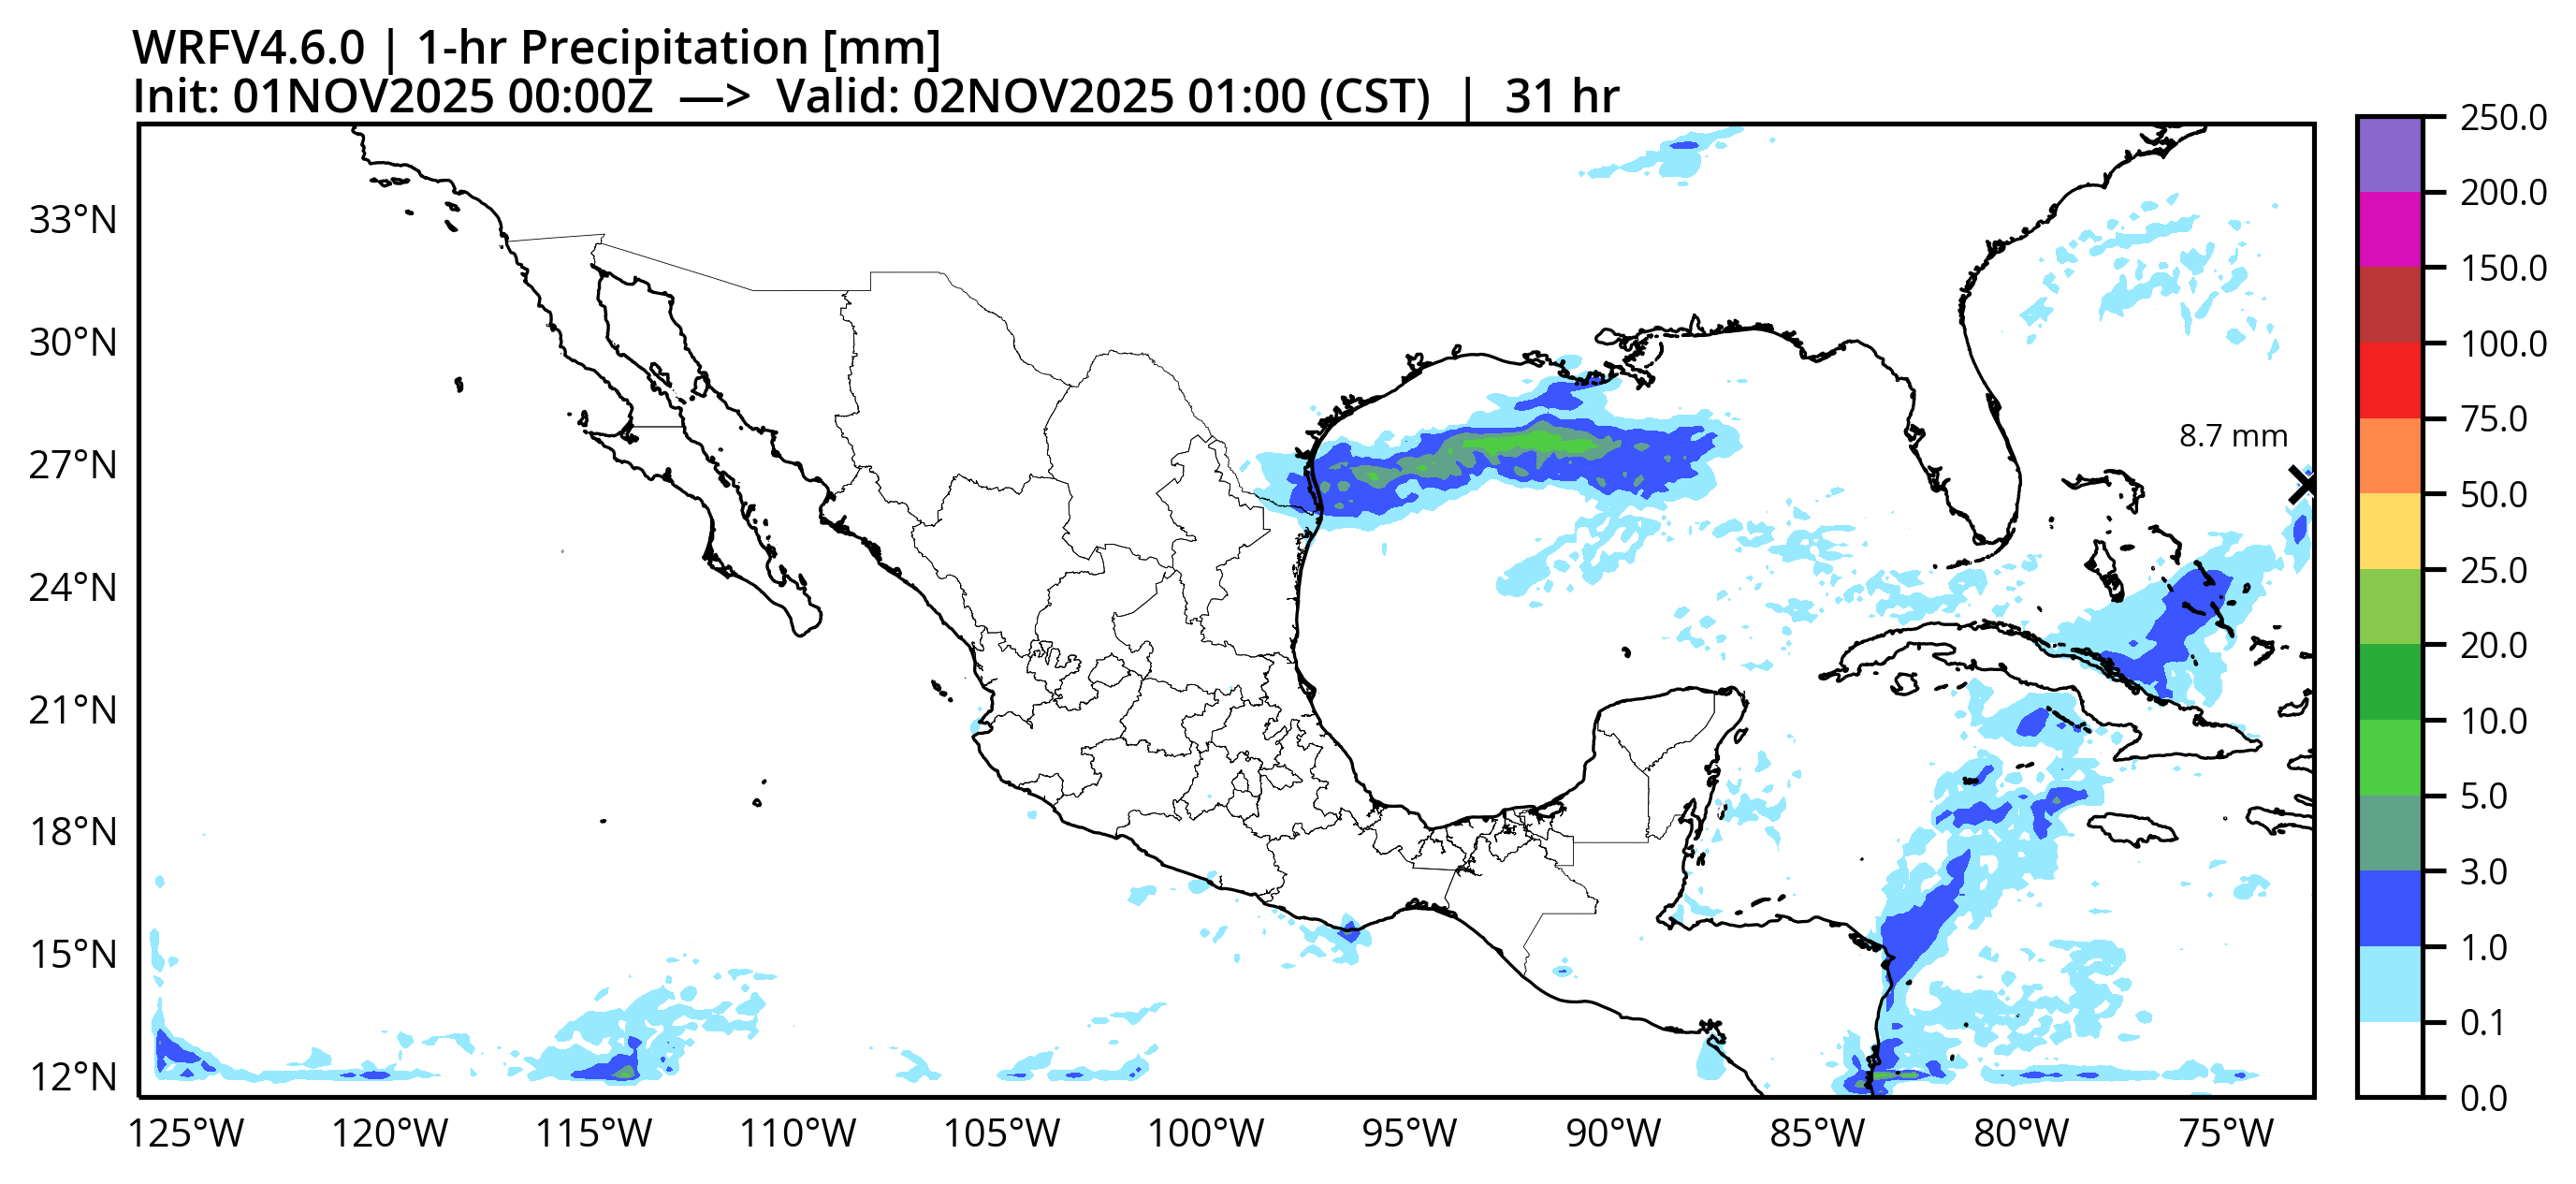 WRFV4.6.0 | 1-hr Precipitation [mm]
Init: 01NOV2025 00:00Z —> Valid: 02NOV2025 01:00 (CST) | 31 hr
250.0
200.0
150.0
100.0
75.0
50.0
25.0
20.0
10.0
5.0
3.0
1.0
0.1
0.0
33°N
30°N
27°N
24°N
21°N
18°N
15°N
12°N
8.7 mm
125°W 120°W 115°W 110°W 105°W 100°W 95°W 90°W 85°W 80°W 75°W